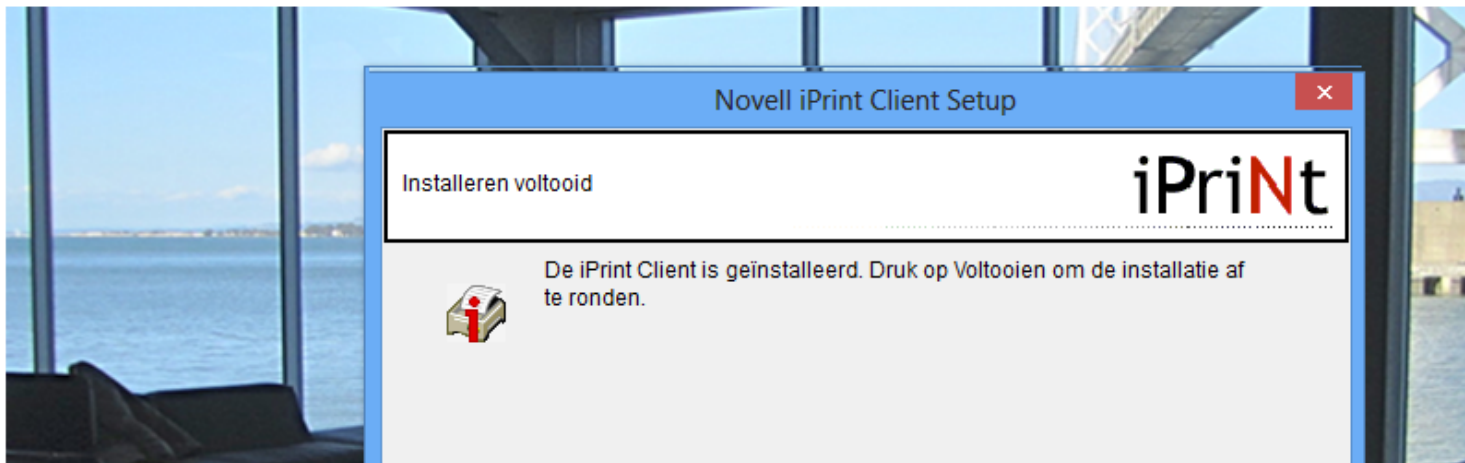 Novell iPrint Client Setup
Installeren voltooid
iPriNt
De iPrint Client is geïnstalleerd. Druk op Voltooien om de installatie af
te ronden.